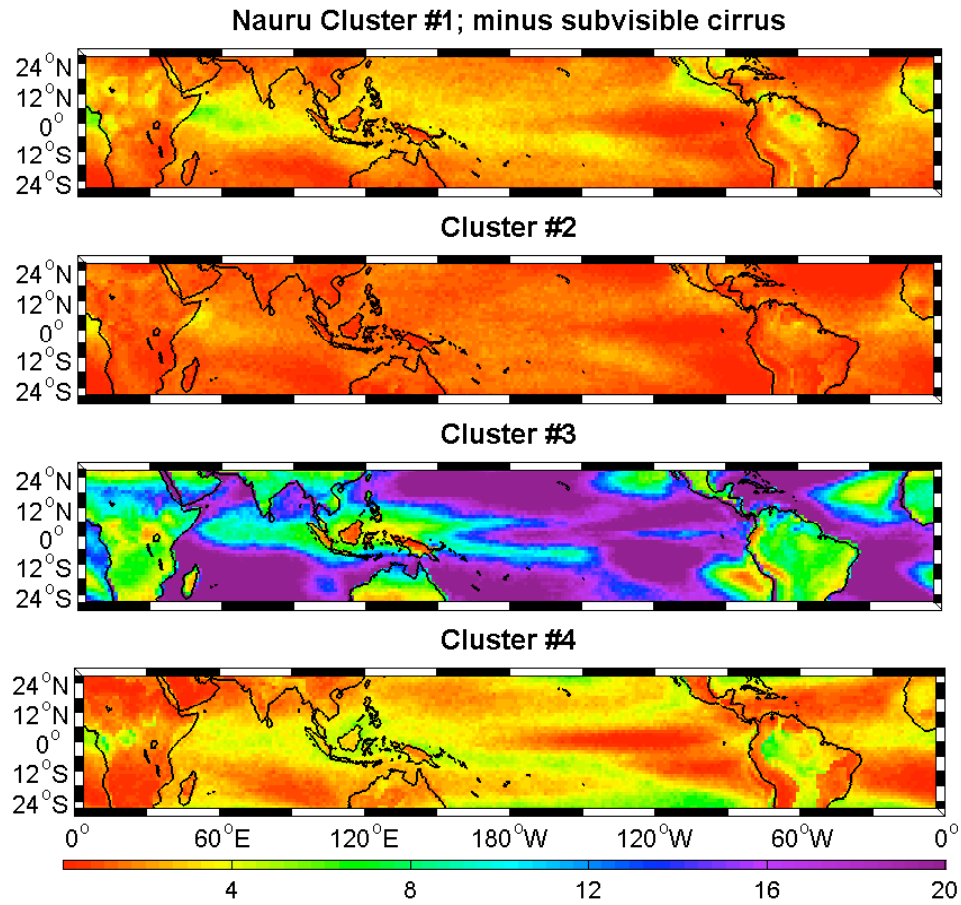 Nauru Cluster #1; minus subvisible cirrus
24°N
12°N
0°
12°S
24°S
Cluster #2
24°N
12°N
0°
12°S
24°S
Cluster #3
24°N
12°N
0°
12°S
24°S
Cluster #4
24°N
12°N
0°
12°S
24°S
0° 60°E 120°E 180°W 120°W 60°W 0°
4 8 12 16 20